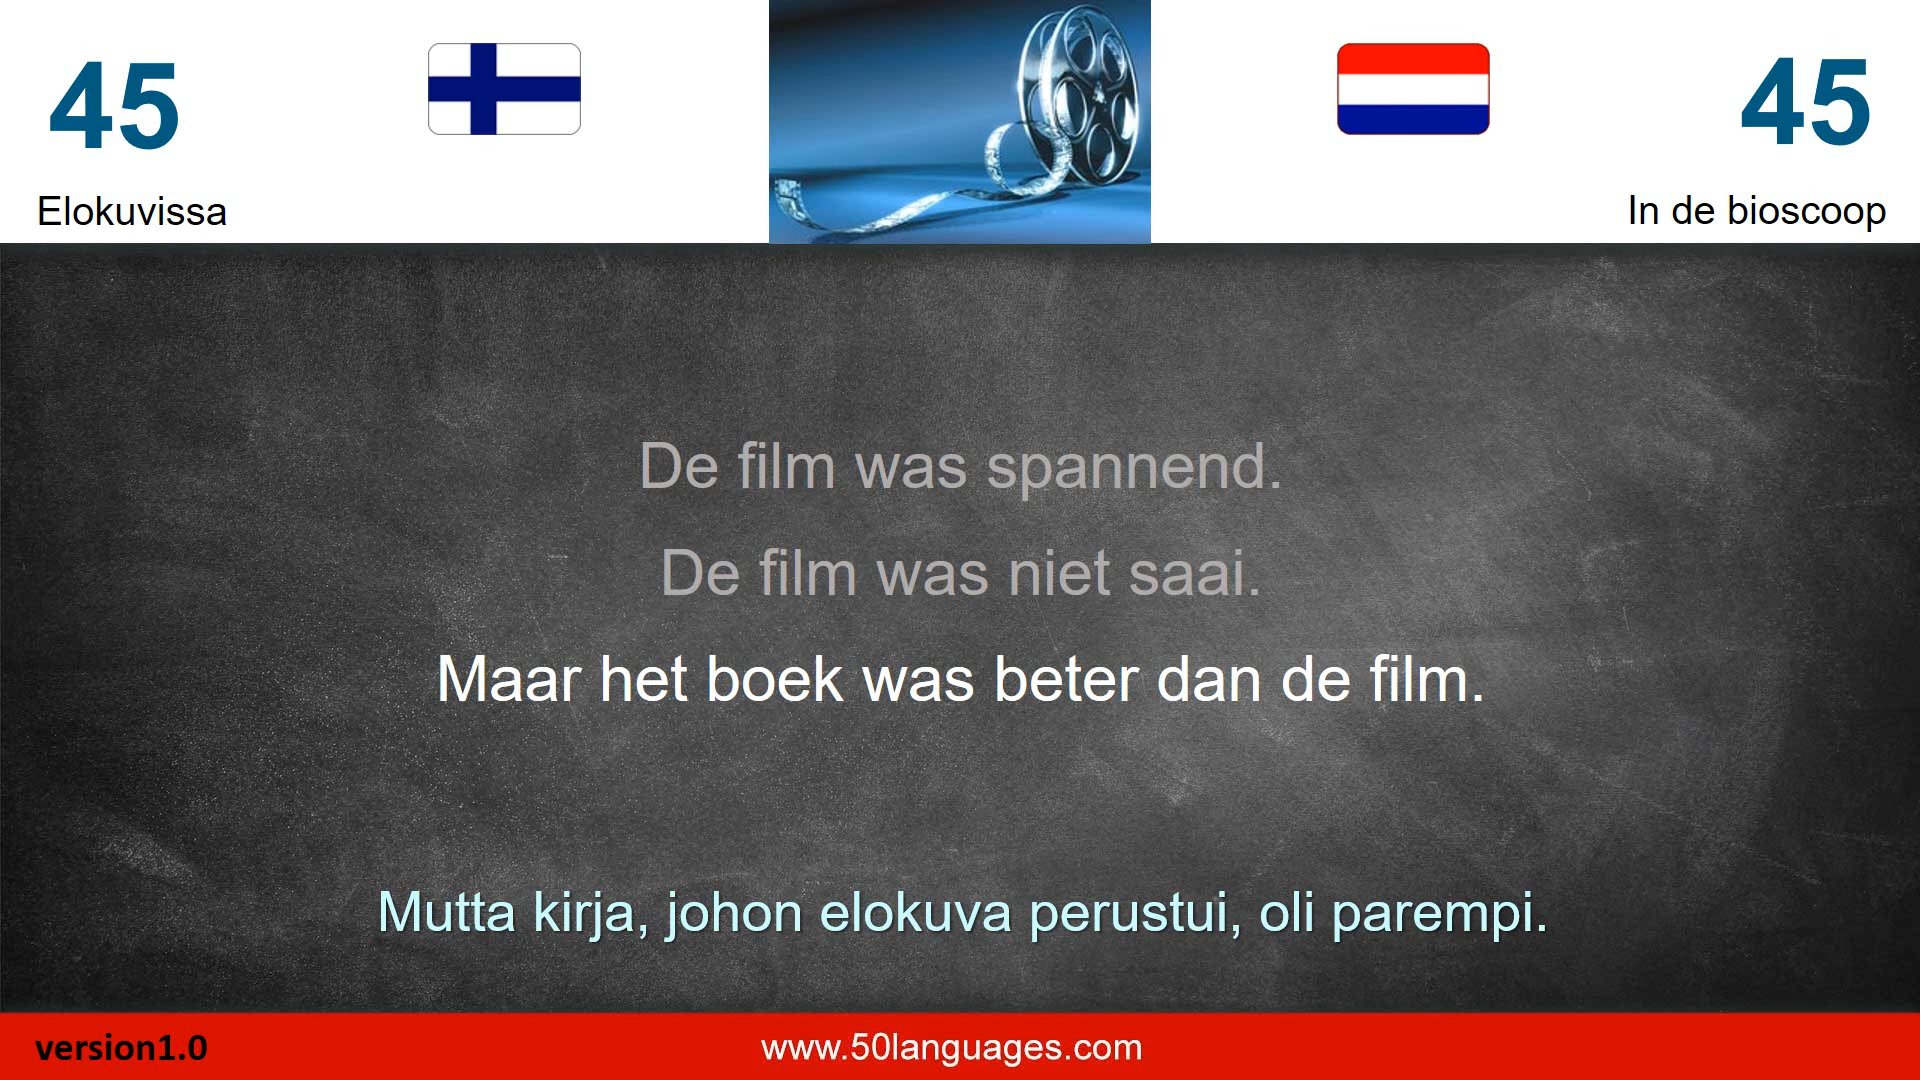 45
45
Elokuvissa
In de bioscoop
De film was spannend.
De film was niet saai.
Maar het boek was beter dan de film.
Mutta kirja, johon elokuva perustui, oli parempi.
version1.0
www.50languages.com